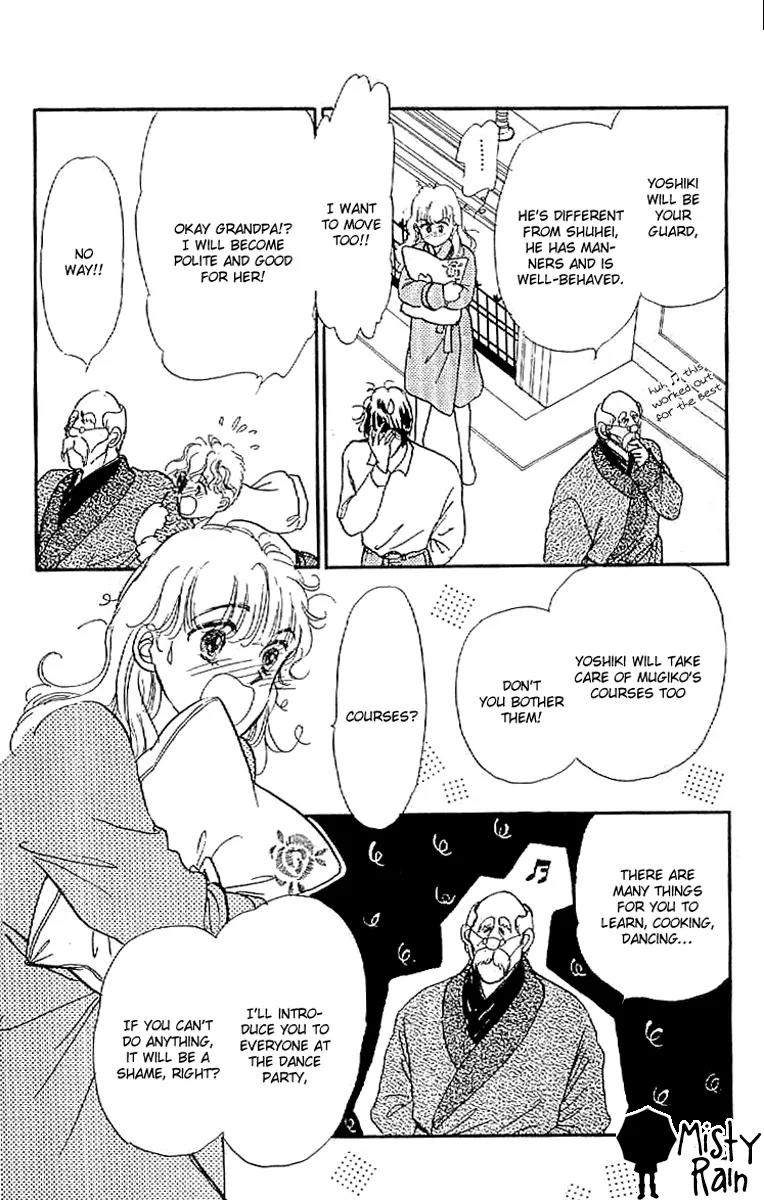 YOSHIKI
WILL BE
YOUR
GUARD,
HE'S DIFFERENT
FROM SHUHEI,
HE HAS MAN-
NERS AND IS
WELL-BEHAVED.
.....
huh ♫, this
worked out
for the Best
I WANT
TO MOVE
TOO!!
OKAY GRANDPA!?
I WILL BECOME
POLITE AND GOOD
FOR HER!
NO
WAY!!
YOSHIKI WILL TAKE
CARE OF MUGIKO'S
COURSES TOO
DON'T
YOU BOTHER
THEM!
COURSES?
THERE ARE
MANY THINGS
FOR YOU TO
LEARN, COOKING,
DANCING...
♫
I'LL INTRO-
DUCE YOU TO
EVERYONE AT
THE DANCE
PARTY,
IF YOU CAN'T
DO ANYTHING,
IT WILL BE A
SHAME, RIGHT?
Misty
Rain